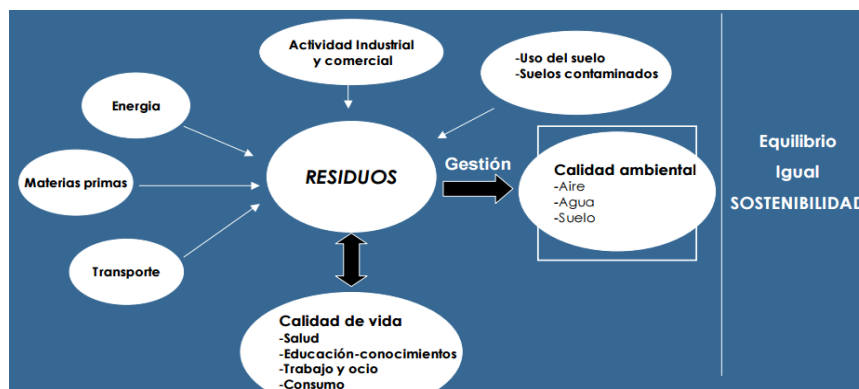 Actividad Industrial
y comercial
-Uso del suelo
-Suelos contaminados
Energia
RESIDUOS
Gestión
Calidad ambiental
-Aire
-Agua
-Suelo
Equilibrio
Igual
SOSTENIBILIDAD
Materias primas
Transporte
Calidad de vida
-Salud
-Educación-conocimientos
-Trabajo y ocio
-Consumo